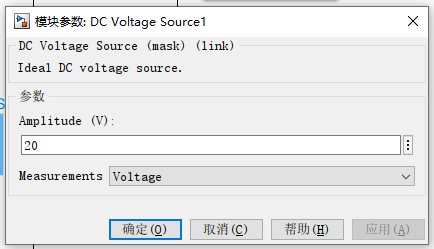 模块参数: DC Voltage Source1
DC Voltage Source (mask) (link)
Ideal DC voltage source.
参数
Amplitude (V):
20
Measurements Voltage
确定(O) 取消(C) 帮助(H) 应用(A)